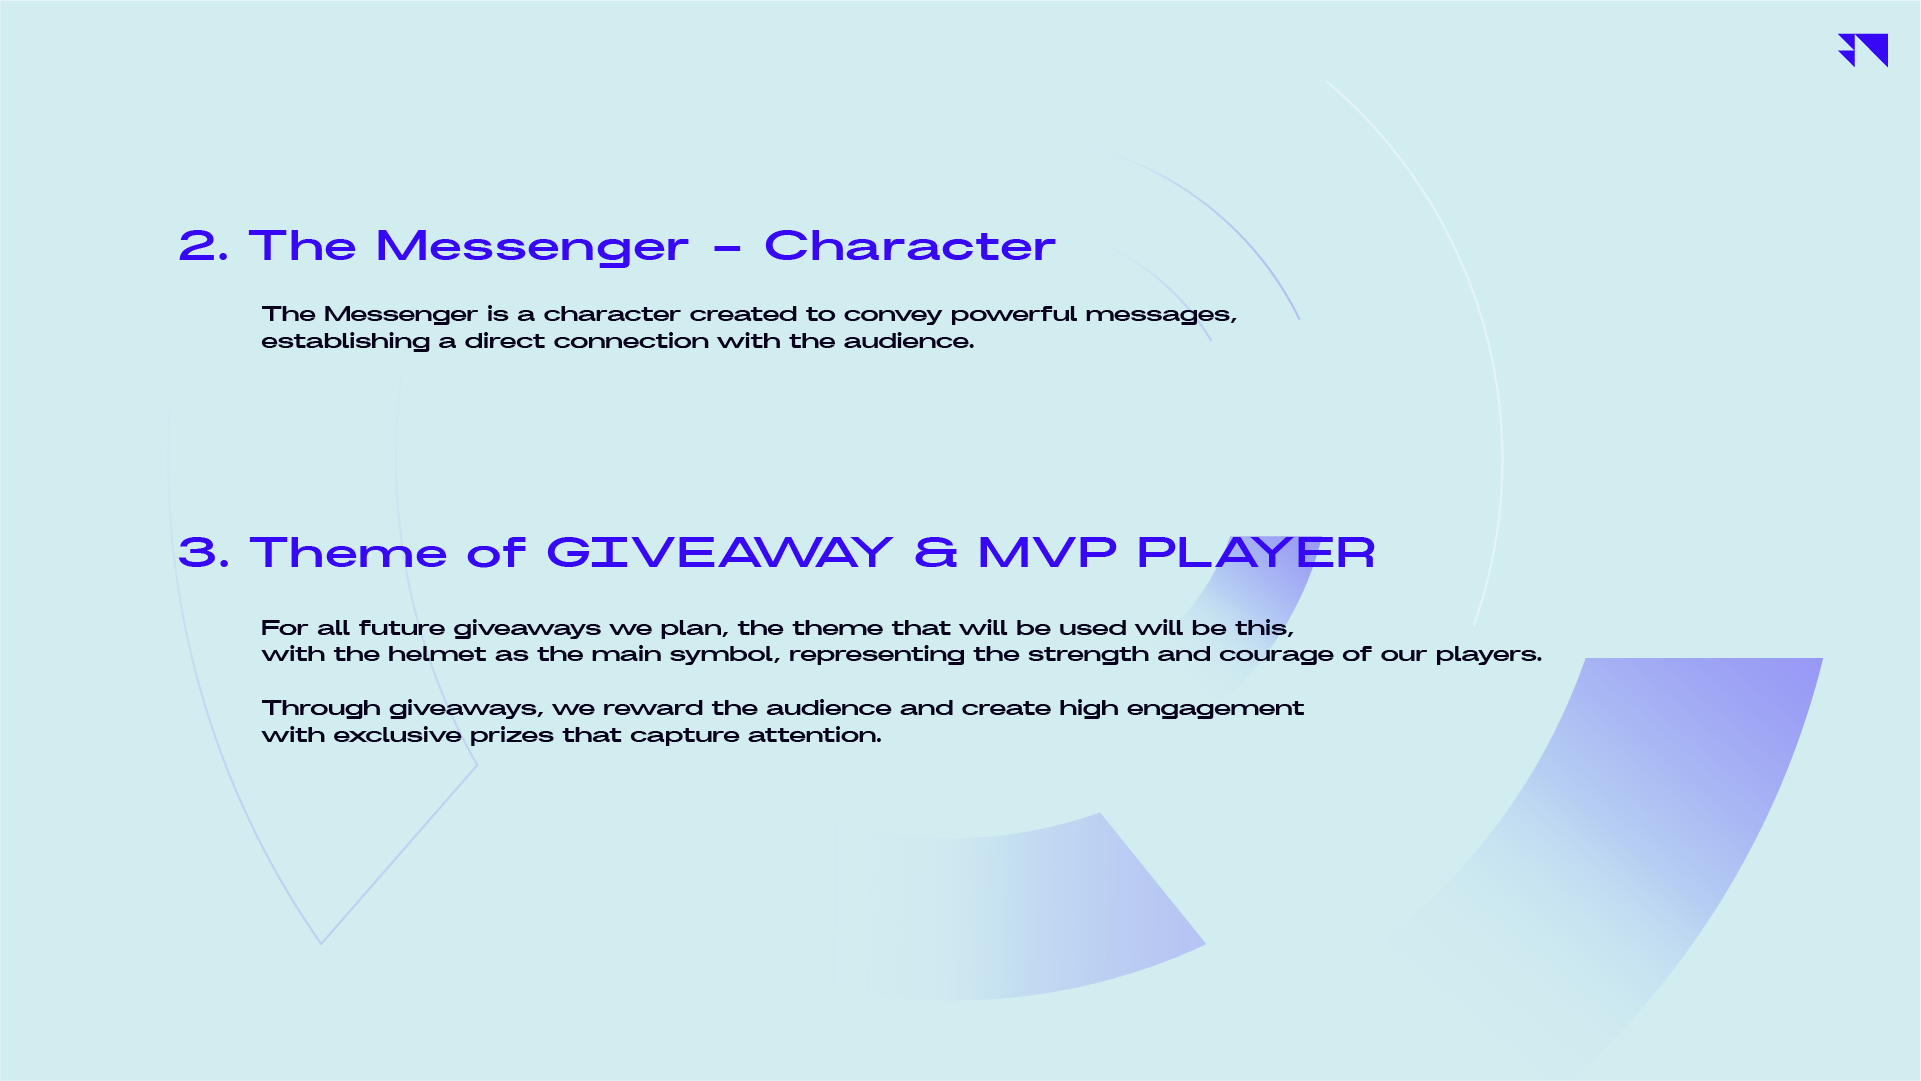 2. The Messenger - Character
The Messenger is a character created to convey powerful messages,
establishing a direct connection with the audience.
3. Theme of GIVEAWAY & MVP PLAYER
For all future giveaways we plan, the theme that will be used will be this,
with the helmet as the main symbol, representing the strength and courage of our players.
Through giveaways, we reward the audience and create high engagement
with exclusive prizes that capture attention.